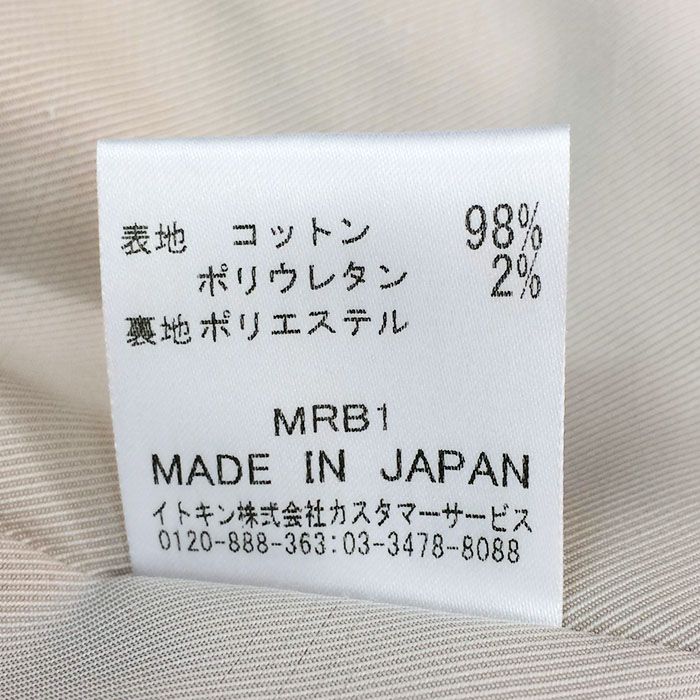 表地 コットン 98%
ポリウレタン 2%
裏地 ポリエステル
MRB1
MADE IN JAPAN
イトキン株式会社カスタマーサービス
0120-888-363:03-3478-8088